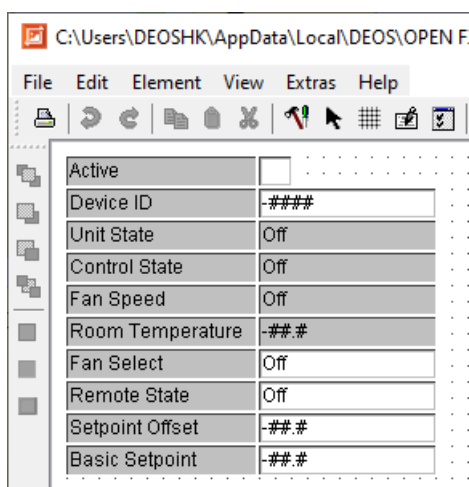 C:\Users\DEOSHK\AppData\Local\DEOS\OPEN F
File Edit Element View Extras Help
Active
Device ID -####
Unit State Off
Control State Off
Fan Speed Off
Room Temperature -##.#
Fan Select Off
Remote State Off
Setpoint Offset -##.#
Basic Setpoint -##.#